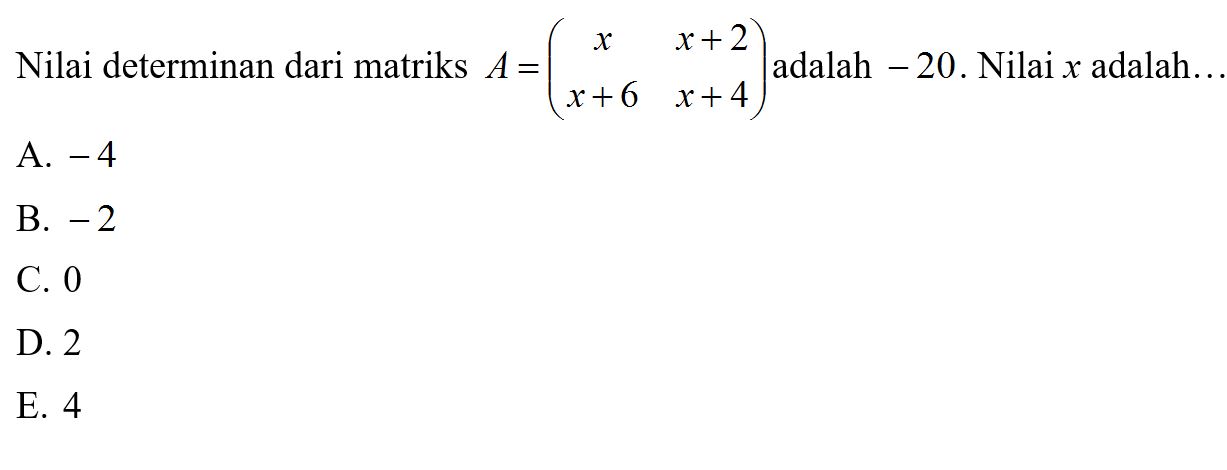 Nilai determinan dari matriks A = ( x x + 2 ; x + 6 x + 4 ) adalah − 20. Nilai x adalah...
A. − 4
B. − 2
C. 0
D. 2
E. 4